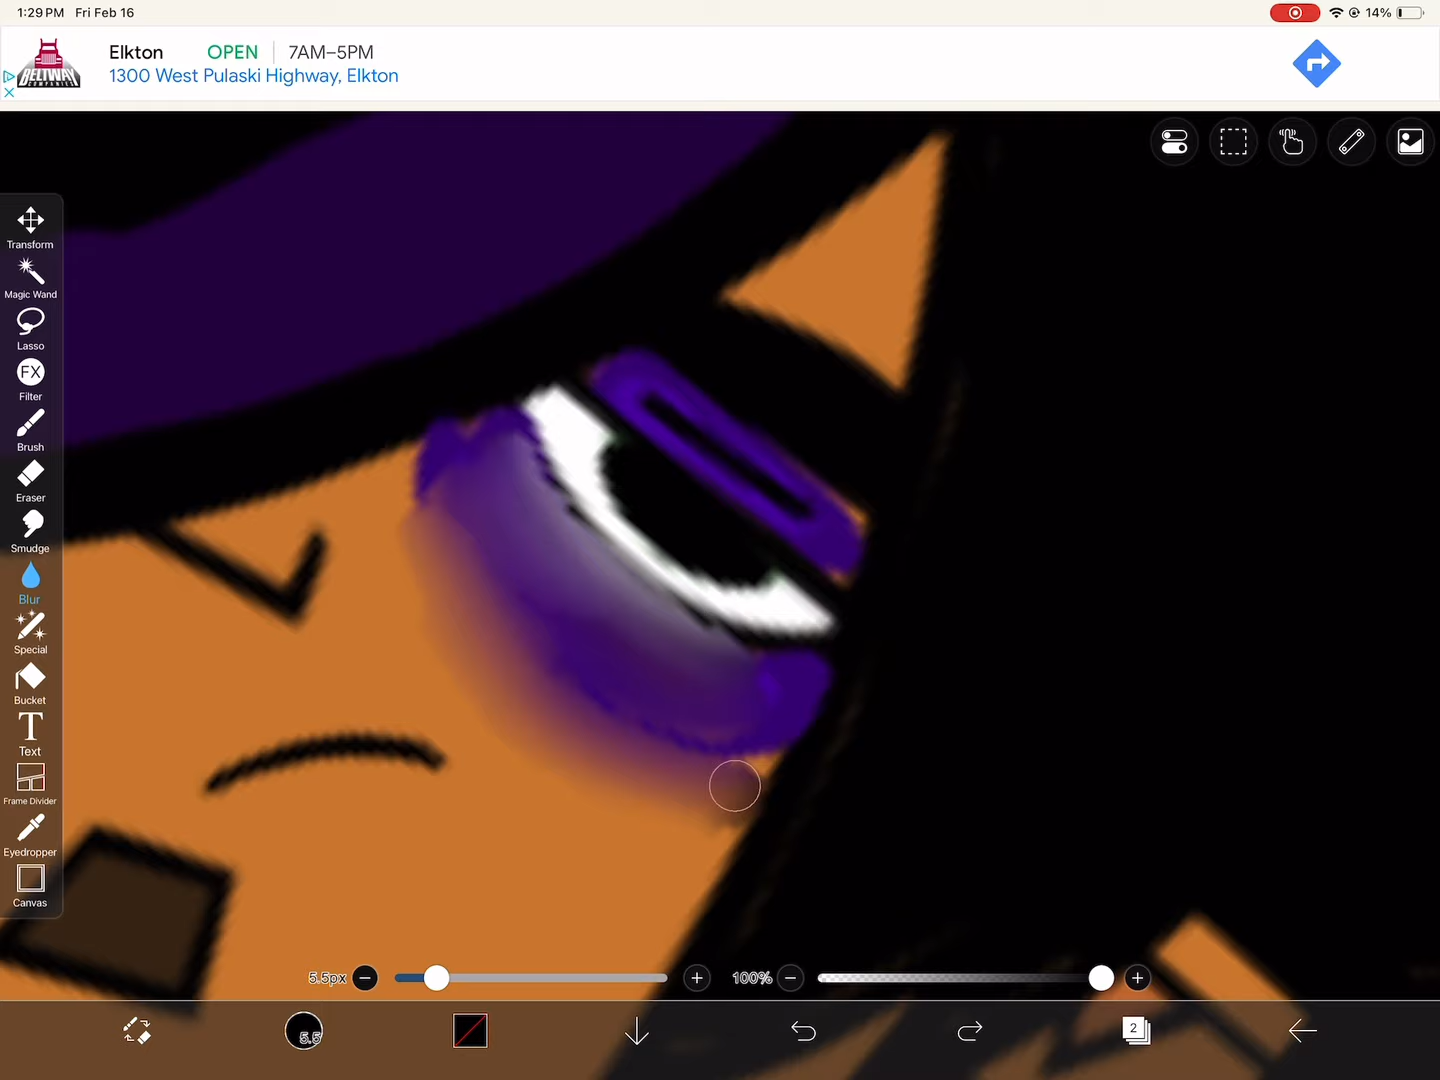 1:29 PM Fri Feb 16
14%
BELTWAY
COMPANIES
Elkton OPEN 7AM–5PM
1300 West Pulaski Highway, Elkton
Transform
Magic Wand
Lasso
FX
Filter
Brush
Eraser
Smudge
Blur
Special
Bucket
T
Text
Frame Divider
Eyedropper
Canvas
5.5px
100%
5.5
2